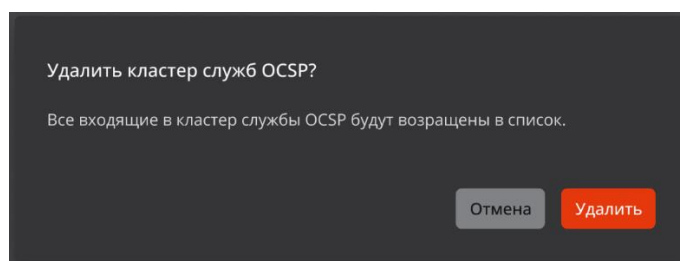 Удалить кластер служб OCSP?
Все входящие в кластер службы OCSP будут возращены в список.
Отмена
Удалить